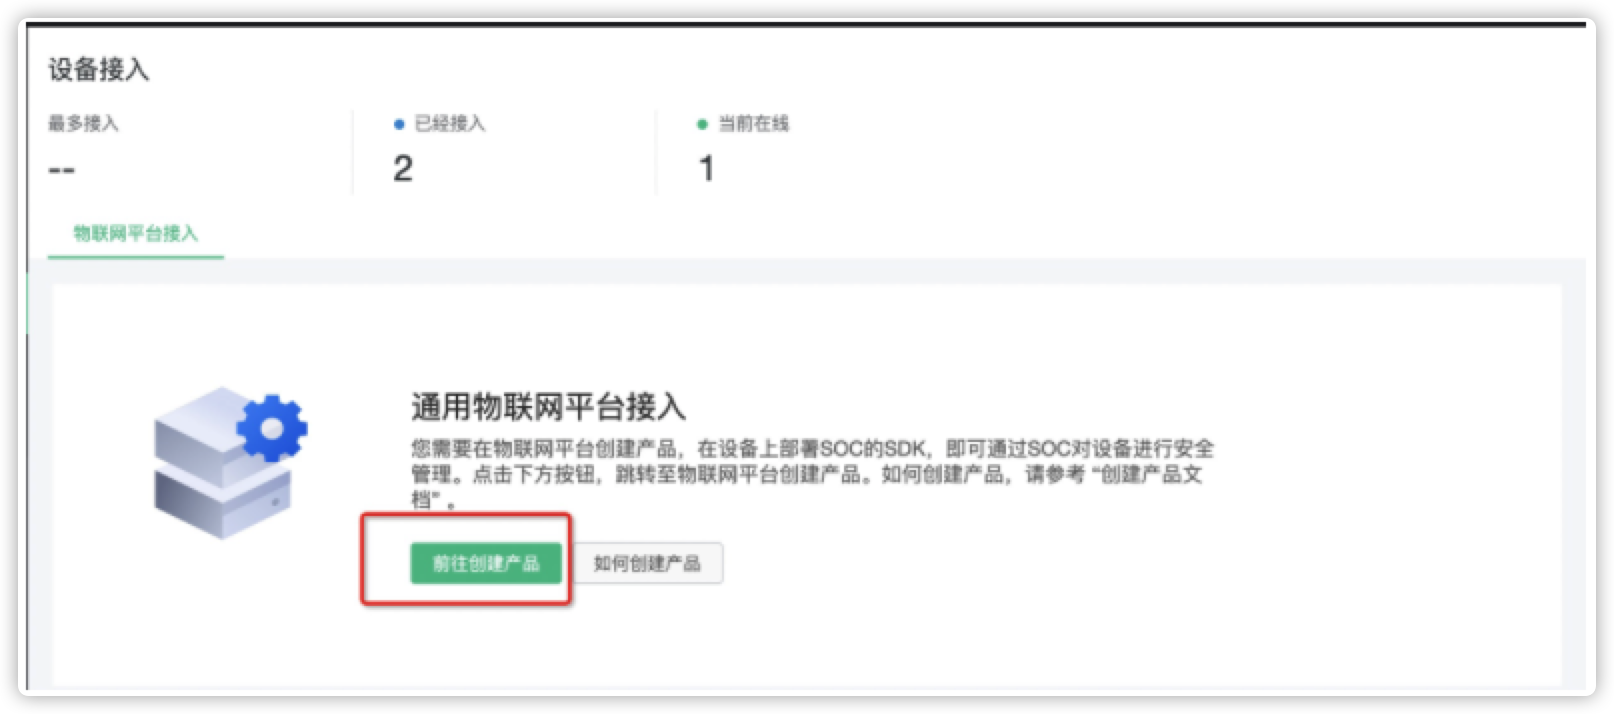 设备接入
最多接入
已经接入
当前在线
--
2
1
物联网平台接入
通用物联网平台接入
您需要在物联网平台创建产品，在设备上部署SOC的SDK，即可通过SOC对设备进行安全
管理。点击下方按钮，跳转至物联网平台创建产品。如何创建产品，请参考 “创建产品文
档” 。
前往创建产品
如何创建产品